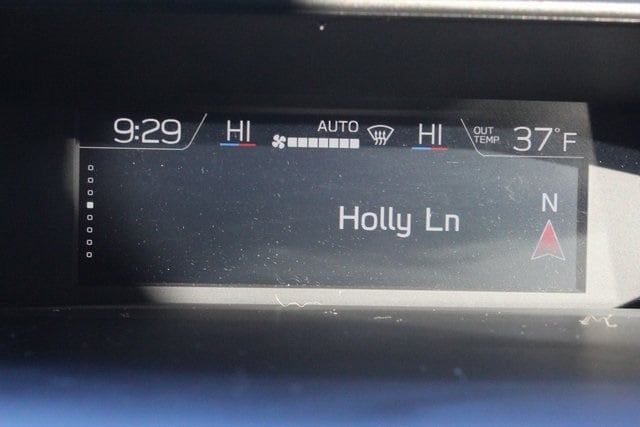 9:29 HI AUTO HI OUT TEMP 37°F
Holly Ln
N